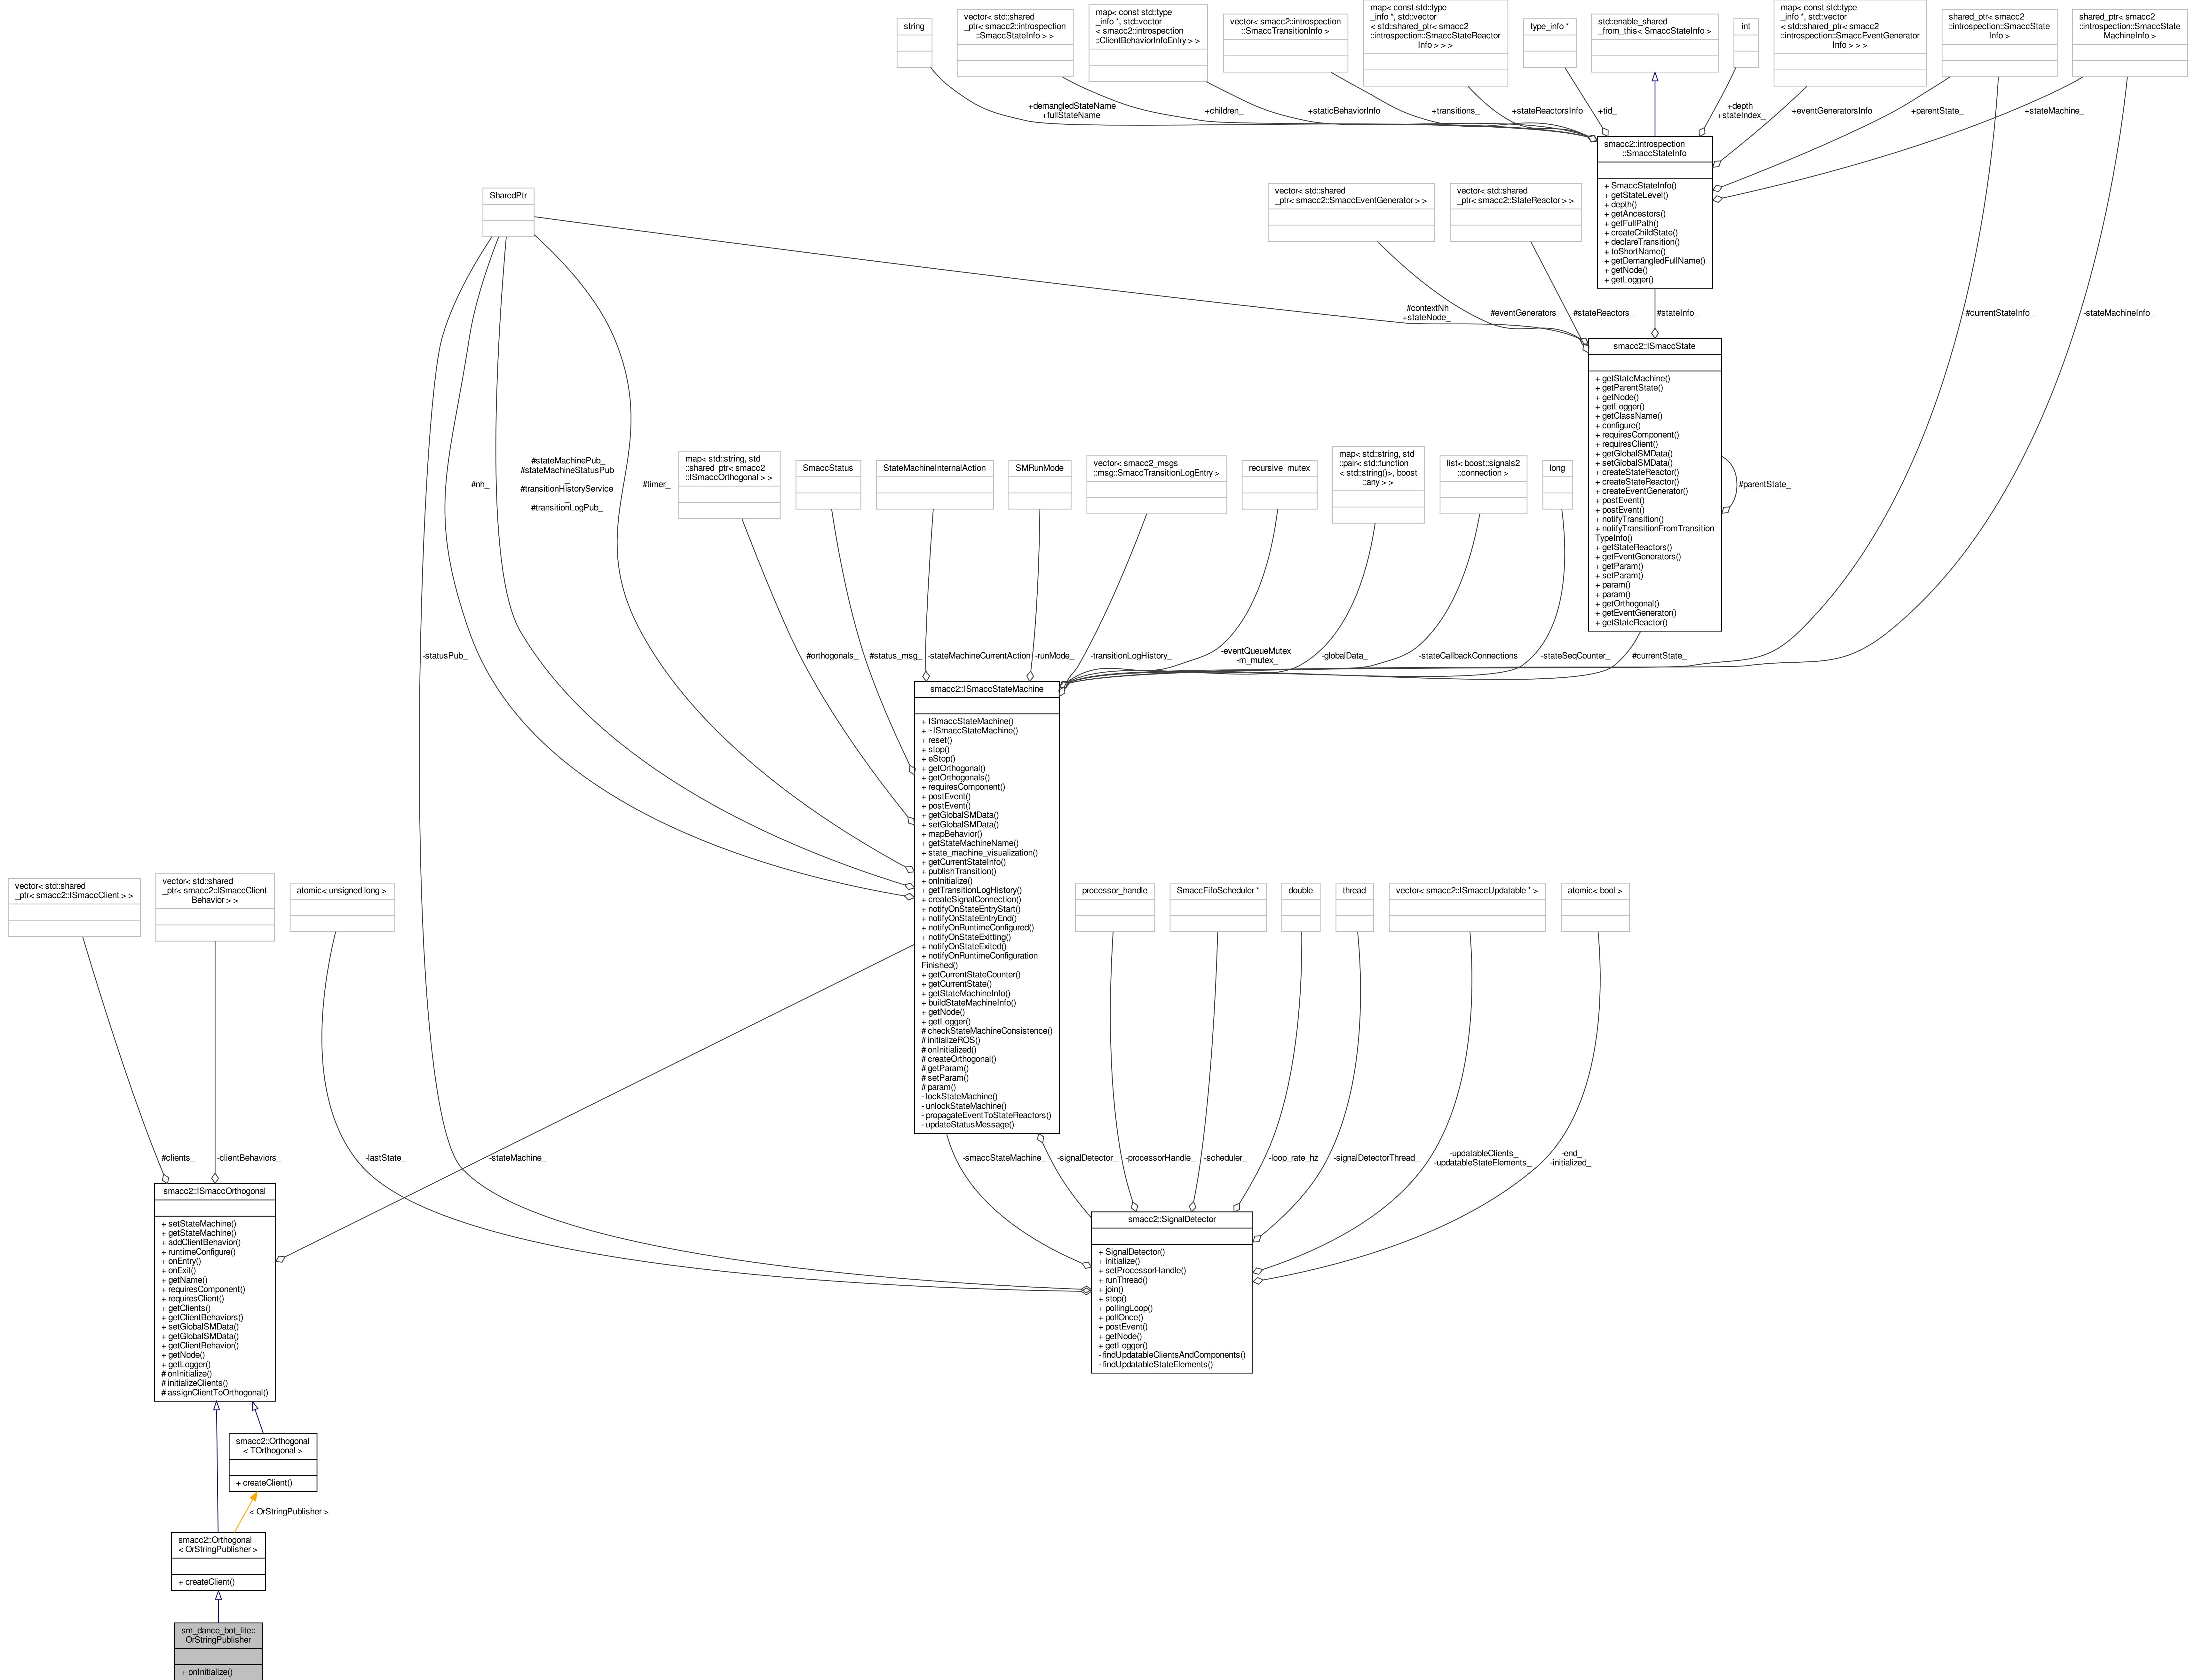 string
vector< std::shared
_ptr< smacc2::introspection
::SmaccStateInfo > >
map< const std::type
_info *, std::vector
< smacc2::introspection
::ClientBehaviorInfoEntry > >
vector< smacc2::introspection
::SmaccTransitionInfo >
map< const std::type
_info *, std::vector
< std::shared_ptr< smacc2
::introspection::SmaccStateReactor
Info > > >
type_info *
std::enable_shared
_from_this< SmaccStateInfo >
int
map< const std::type
_info *, std::vector
< std::shared_ptr< smacc2
::introspection::SmaccEventGenerator
Info > > >
shared_ptr< smacc2
::introspection::SmaccState
Info >
shared_ptr< smacc2
::introspection::SmaccState
MachineInfo >
+demangledStateName
+fullStateName
+children_
+staticBehaviorInfo
+transitions_
+stateReactorsInfo
+tid_
+depth_
+stateIndex_
+eventGeneratorsInfo
+parentState_
+stateMachine_
smacc2::introspection
::SmaccStateInfo
+ SmaccStateInfo()
+ getStateLevel()
+ depth()
+ getAncestors()
+ getFullPath()
+ createChildState()
+ declareTransition()
+ toShortName()
+ getDemangledFullName()
+ getNode()
+ getLogger()
SharedPtr
vector< std::shared
_ptr< smacc2::SmaccEventGenerator > >
vector< std::shared
_ptr< smacc2::StateReactor > >
#contextNh
+stateNode_
#eventGenerators_
#stateReactors_
#stateInfo_
#currentStateInfo_
-stateMachineInfo_
smacc2::ISmaccState
+ getStateMachine()
+ getParentState()
+ getNode()
+ getLogger()
+ getClassName()
+ configure()
+ requiresComponent()
+ requiresClient()
+ getGlobalSMData()
+ setGlobalSMData()
+ createStateReactor()
+ createStateReactor()
+ createEventGenerator()
+ postEvent()
+ postEvent()
+ notifyTransition()
+ notifyTransitionFromTransition
TypeInfo()
+ getStateReactors()
+ getEventGenerators()
+ getParam()
+ setParam()
+ param()
+ param()
+ getOrthogonal()
+ getEventGenerator()
+ getStateReactor()
#parentState_
#nh_
#stateMachinePub_
#stateMachineStatusPub
_
#transitionHistoryService
_
#transitionLogPub_
#timer_
map< std::string, std
::shared_ptr< smacc2
::ISmaccOrthogonal > >
SmaccStatus
StateMachineInternalAction
SMRunMode
vector< smacc2_msgs
::msg::SmaccTransitionLogEntry >
recursive_mutex
map< std::string, std
::pair< std::function
< std::string()>, boost
::any > >
list< boost::signals2
::connection >
long
-statusPub_
#orthogonals_
#status_msg_
-stateMachineCurrentAction
-runMode_
-transitionLogHistory_
-eventQueueMutex_
-m_mutex_
-globalData_
-stateCallbackConnections
-stateSeqCounter_
#currentState_
smacc2::ISmaccStateMachine
+ ISmaccStateMachine()
+ ~ISmaccStateMachine()
+ reset()
+ stop()
+ eStop()
+ getOrthogonal()
+ getOrthogonals()
+ requiresComponent()
+ postEvent()
+ postEvent()
+ getGlobalSMData()
+ setGlobalSMData()
+ mapBehavior()
+ getStateMachineName()
+ state_machine_visualization()
+ getCurrentStateInfo()
+ publishTransition()
+ onInitialize()
+ getTransitionLogHistory()
+ createSignalConnection()
+ notifyOnStateEntryStart()
+ notifyOnStateEntryEnd()
+ notifyOnRuntimeConfigured()
+ notifyOnStateExitting()
+ notifyOnStateExited()
+ notifyOnRuntimeConfiguration
Finished()
+ getCurrentStateCounter()
+ getCurrentState()
+ getStateMachineInfo()
+ buildStateMachineInfo()
+ getNode()
+ getLogger()
# checkStateMachineConsistence()
# initializeROS()
# onInitialized()
# createOrthogonal()
# getParam()
# setParam()
# param()
- lockStateMachine()
- unlockStateMachine()
- propagateEventToStateReactors()
- updateStatusMessage()
vector< std::shared
_ptr< smacc2::ISmaccClient > >
vector< std::shared
_ptr< smacc2::ISmaccClient
Behavior > >
atomic< unsigned long >
processor_handle
SmaccFifoScheduler *
double
thread
vector< smacc2::ISmaccUpdatable * >
atomic< bool >
#clients_
-clientBehaviors_
-lastState_
-stateMachine_
-smaccStateMachine_
-signalDetector_
-processorHandle_
-scheduler_
-loop_rate_hz
-signalDetectorThread_
-updatableClients_
-updatableStateElements_
-end_
-initialized_
smacc2::ISmaccOrthogonal
+ setStateMachine()
+ getStateMachine()
+ addClientBehavior()
+ runtimeConfigure()
+ onEntry()
+ onExit()
+ getName()
+ requiresComponent()
+ requiresClient()
+ getClients()
+ getClientBehaviors()
+ setGlobalSMData()
+ getGlobalSMData()
+ getClientBehavior()
+ getNode()
+ getLogger()
# onInitialize()
# initializeClients()
# assignClientToOrthogonal()
smacc2::SignalDetector
+ SignalDetector()
+ initialize()
+ setProcessorHandle()
+ runThread()
+ join()
+ stop()
+ pollingLoop()
+ pollOnce()
+ postEvent()
+ getNode()
+ getLogger()
- findUpdatableClientsAndComponents()
- findUpdatableStateElements()
smacc2::Orthogonal
< TOrthogonal >
+ createClient()
< OrStringPublisher >
smacc2::Orthogonal
< OrStringPublisher >
+ createClient()
sm_dance_bot_lite::
OrStringPublisher
+ onInitialize()